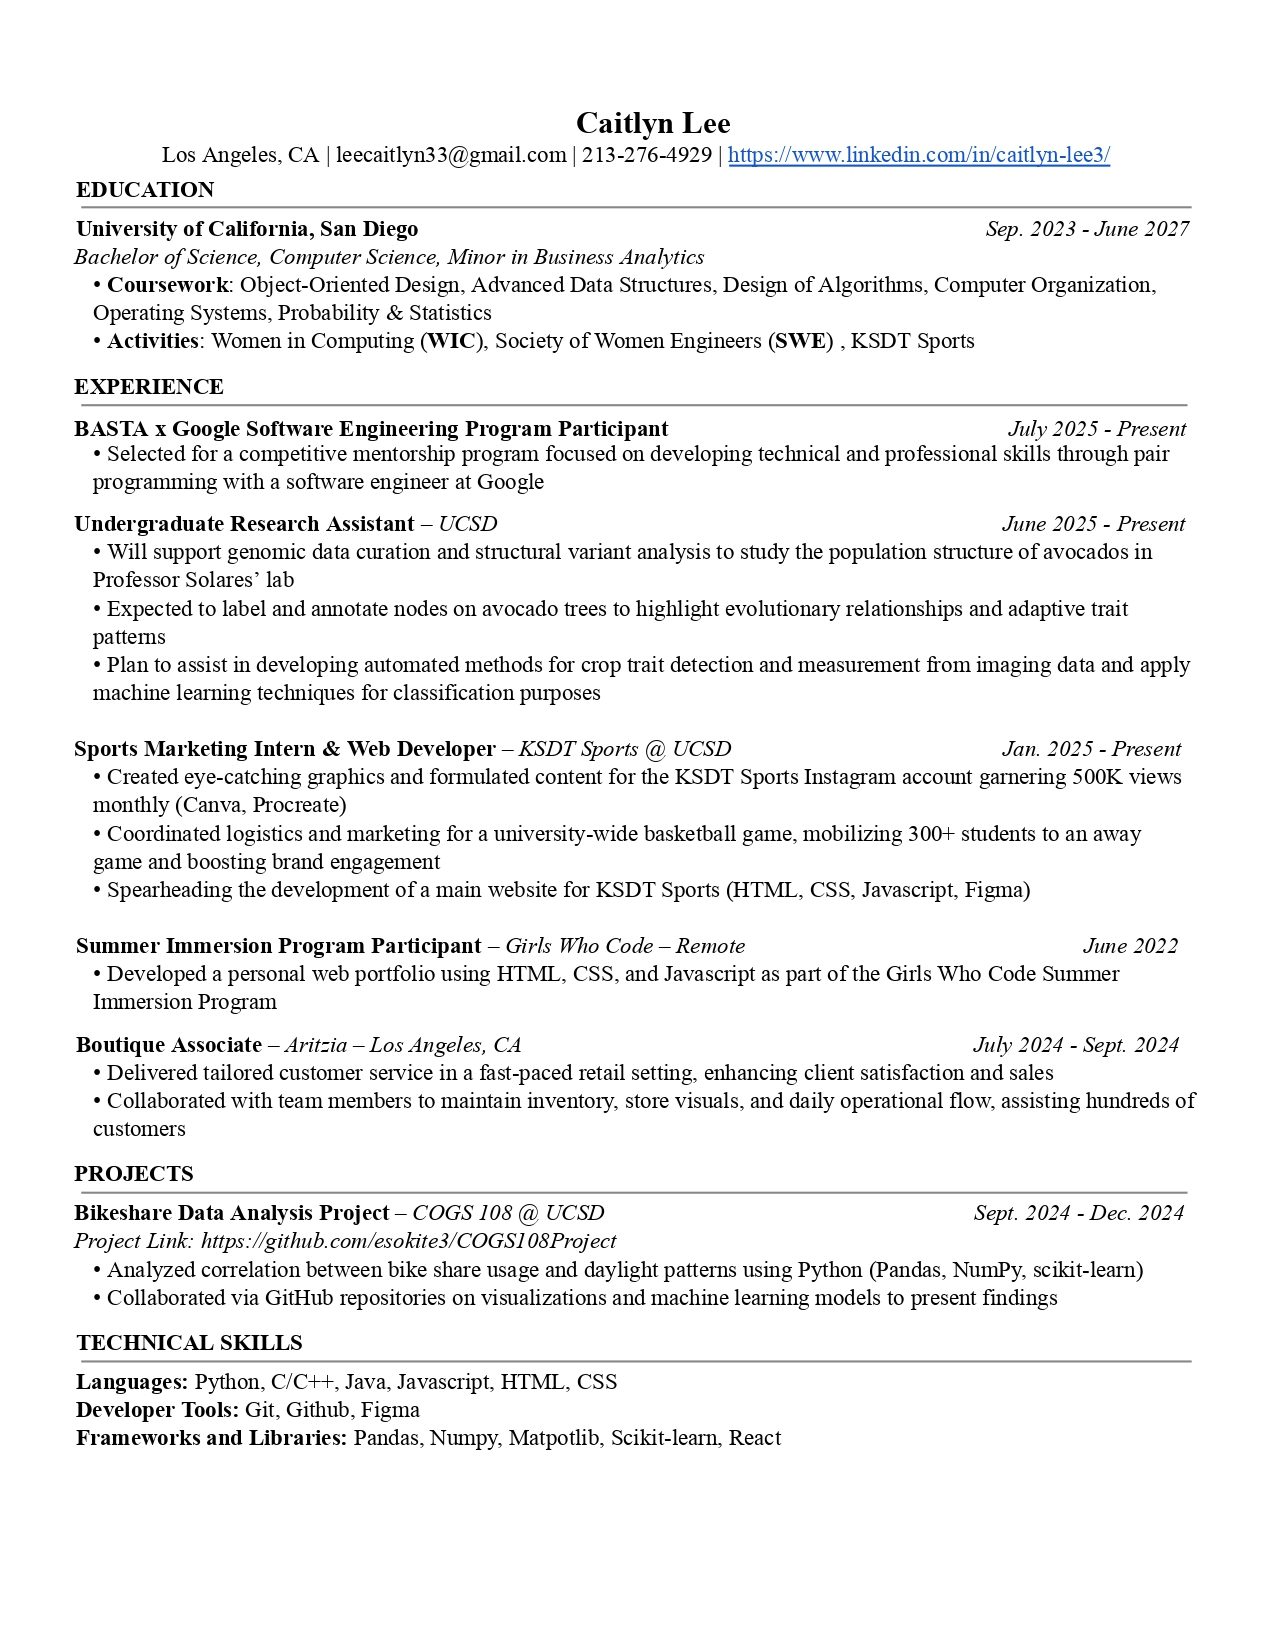 Caitlyn Lee
Los Angeles, CA | leecaitlyn33@gmail.com | 213-276-4929 | https://www.linkedin.com/in/caitlyn-lee3/
EDUCATION
University of California, San Diego Sep. 2023 - June 2027
Bachelor of Science, Computer Science, Minor in Business Analytics
• Coursework: Object-Oriented Design, Advanced Data Structures, Design of Algorithms, Computer Organization,
Operating Systems, Probability & Statistics
• Activities: Women in Computing (WIC), Society of Women Engineers (SWE) , KSDT Sports
EXPERIENCE
BASTA x Google Software Engineering Program Participant July 2025 - Present
• Selected for a competitive mentorship program focused on developing technical and professional skills through pair
programming with a software engineer at Google
Undergraduate Research Assistant – UCSD June 2025 - Present
• Will support genomic data curation and structural variant analysis to study the population structure of avocados in
Professor Solares’ lab
• Expected to label and annotate nodes on avocado trees to highlight evolutionary relationships and adaptive trait
patterns
• Plan to assist in developing automated methods for crop trait detection and measurement from imaging data and apply
machine learning techniques for classification purposes
Sports Marketing Intern & Web Developer – KSDT Sports @ UCSD Jan. 2025 - Present
• Created eye-catching graphics and formulated content for the KSDT Sports Instagram account garnering 500K views
monthly (Canva, Procreate)
• Coordinated logistics and marketing for a university-wide basketball game, mobilizing 300+ students to an away
game and boosting brand engagement
• Spearheading the development of a main website for KSDT Sports (HTML, CSS, Javascript, Figma)
Summer Immersion Program Participant – Girls Who Code – Remote June 2022
• Developed a personal web portfolio using HTML, CSS, and Javascript as part of the Girls Who Code Summer
Immersion Program
Boutique Associate – Aritzia – Los Angeles, CA July 2024 - Sept. 2024
• Delivered tailored customer service in a fast-paced retail setting, enhancing client satisfaction and sales
• Collaborated with team members to maintain inventory, store visuals, and daily operational flow, assisting hundreds of
customers
PROJECTS
Bikeshare Data Analysis Project – COGS 108 @ UCSD Sept. 2024 - Dec. 2024
Project Link: https://github.com/esokite3/COGS108Project
• Analyzed correlation between bike share usage and daylight patterns using Python (Pandas, NumPy, scikit-learn)
• Collaborated via GitHub repositories on visualizations and machine learning models to present findings
TECHNICAL SKILLS
Languages: Python, C/C++, Java, Javascript, HTML, CSS
Developer Tools: Git, Github, Figma
Frameworks and Libraries: Pandas, Numpy, Matpotlib, Scikit-learn, React